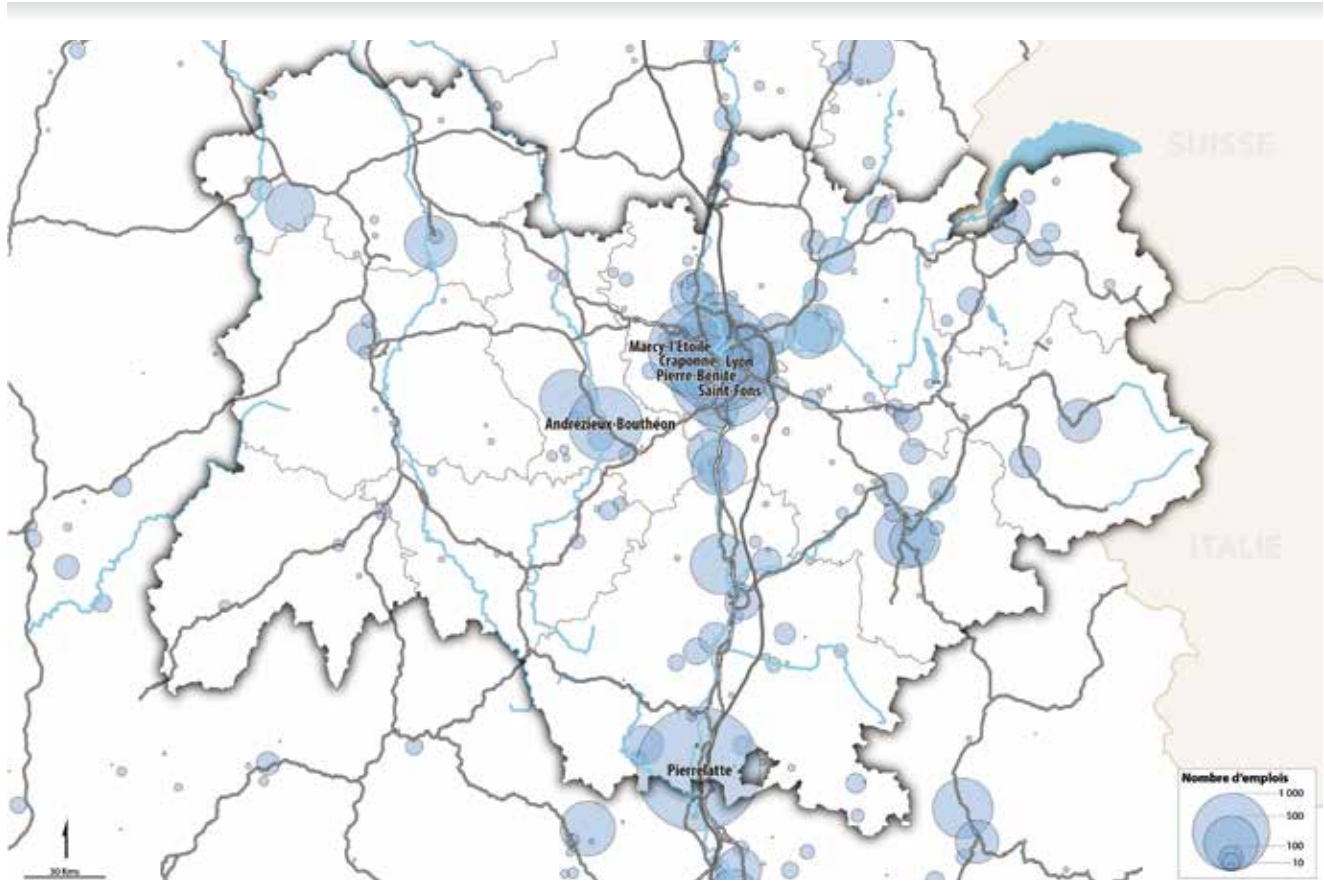 SUISSE
Marcy-l'Etoile
Craponne Lyon
Pierre-Bénite
Saint-Fons
Andrézieux-Bouthéon
ITALIE
Pierrelatte
Nombre d'emplois
1 000
500
100
10
30 Kms